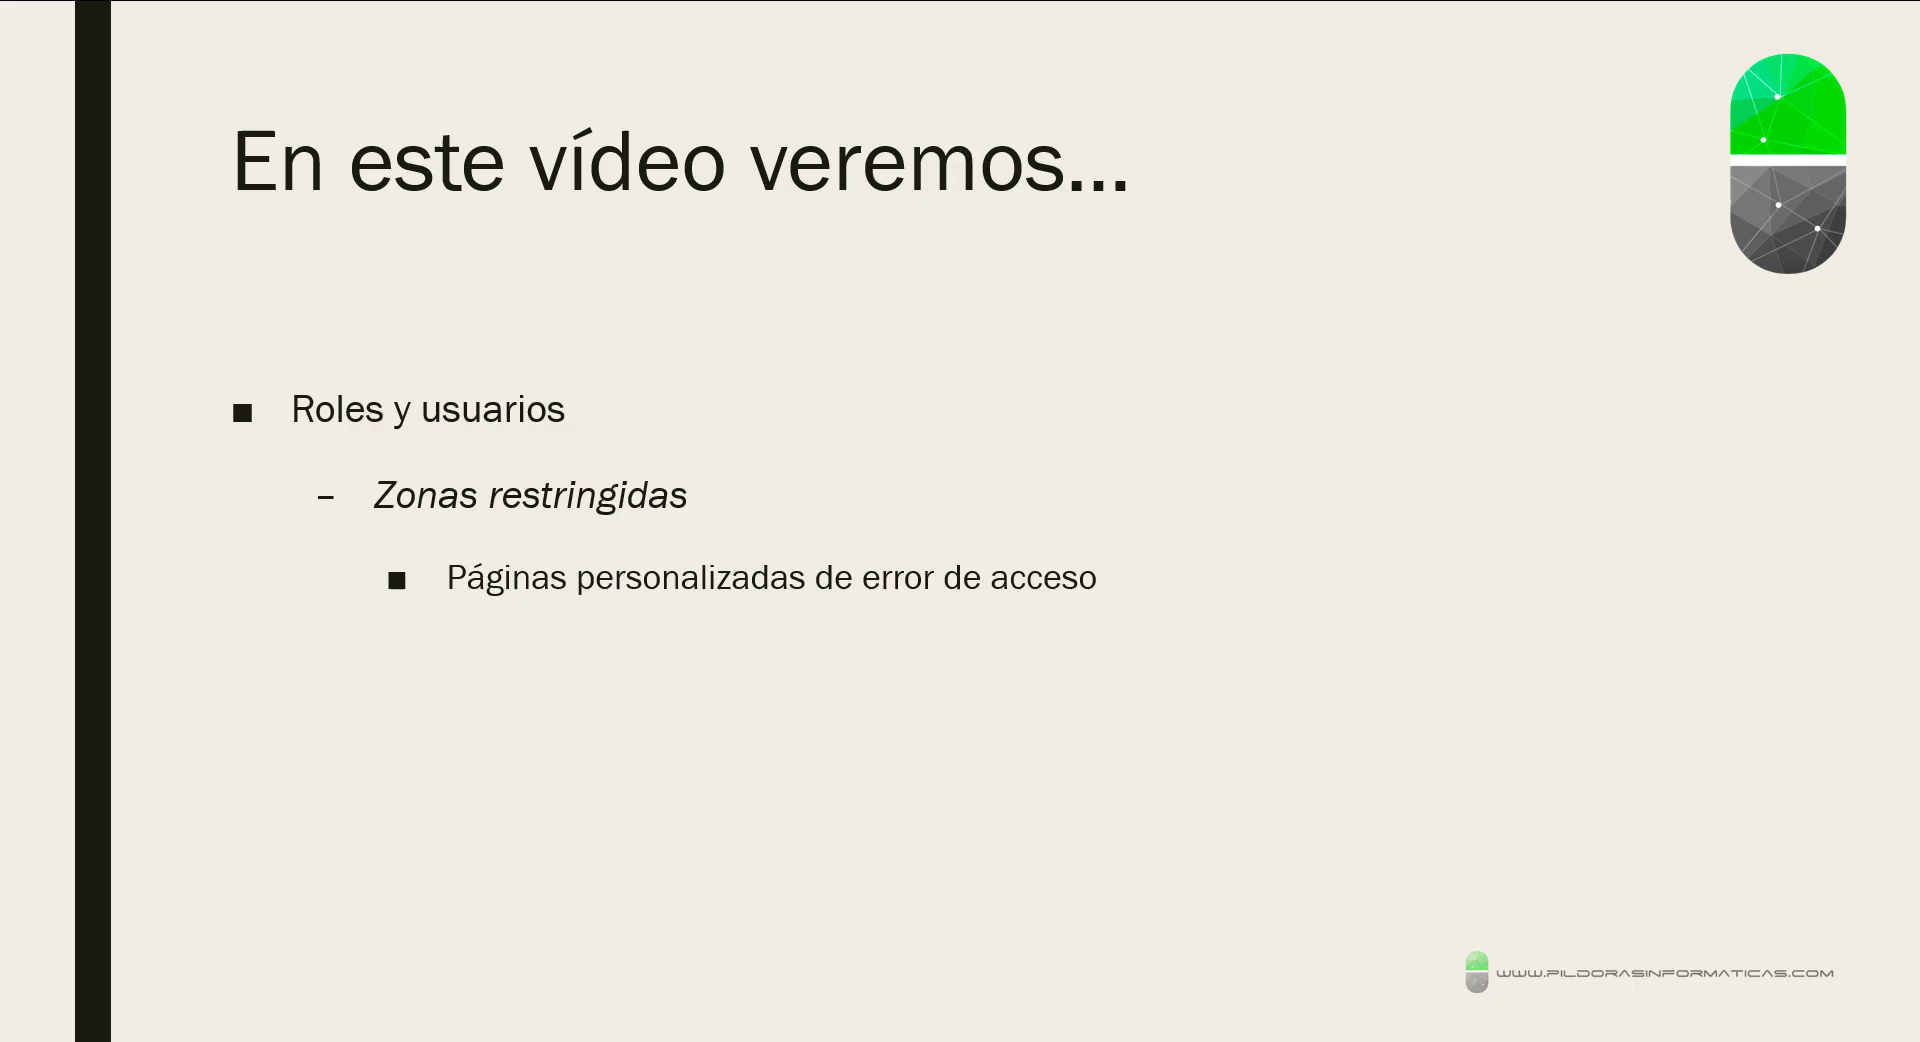 En este vídeo veremos...
■ Roles y usuarios
– Zonas restringidas
■ Páginas personalizadas de error de acceso
WWW.PILDORASINFORMATICAS.COM